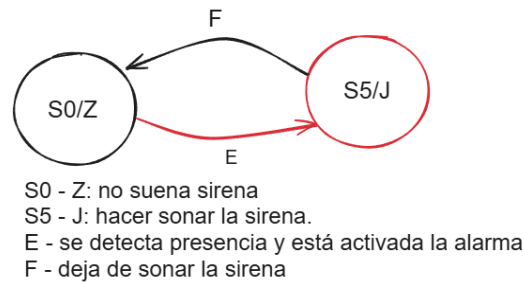 F
S0/Z
S5/J
E
S0 - Z: no suena sirena
S5 - J: hacer sonar la sirena.
E - se detecta presencia y está activada la alarma
F - deja de sonar la sirena